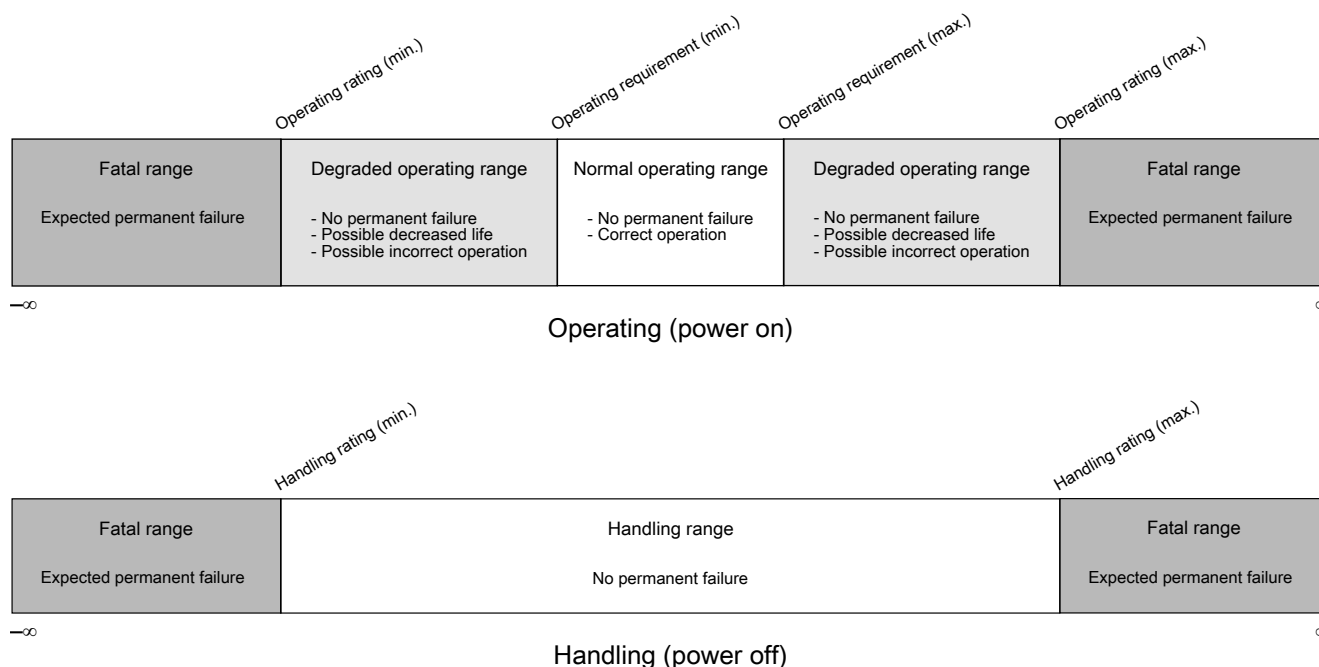 Operating rating (min.)
Operating requirement (min.)
Operating requirement (max.)
Operating rating (max.)
Fatal range
Degraded operating range
Normal operating range
Degraded operating range
Fatal range
Expected permanent failure
- No permanent failure
- Possible decreased life
- Possible incorrect operation
- No permanent failure
- Correct operation
- No permanent failure
- Possible decreased life
- Possible incorrect operation
Expected permanent failure
–∞
Operating (power on)
Handling rating (min.)
Handling rating (max.)
Fatal range
Handling range
Fatal range
Expected permanent failure
No permanent failure
Expected permanent failure
–∞
Handling (power off)